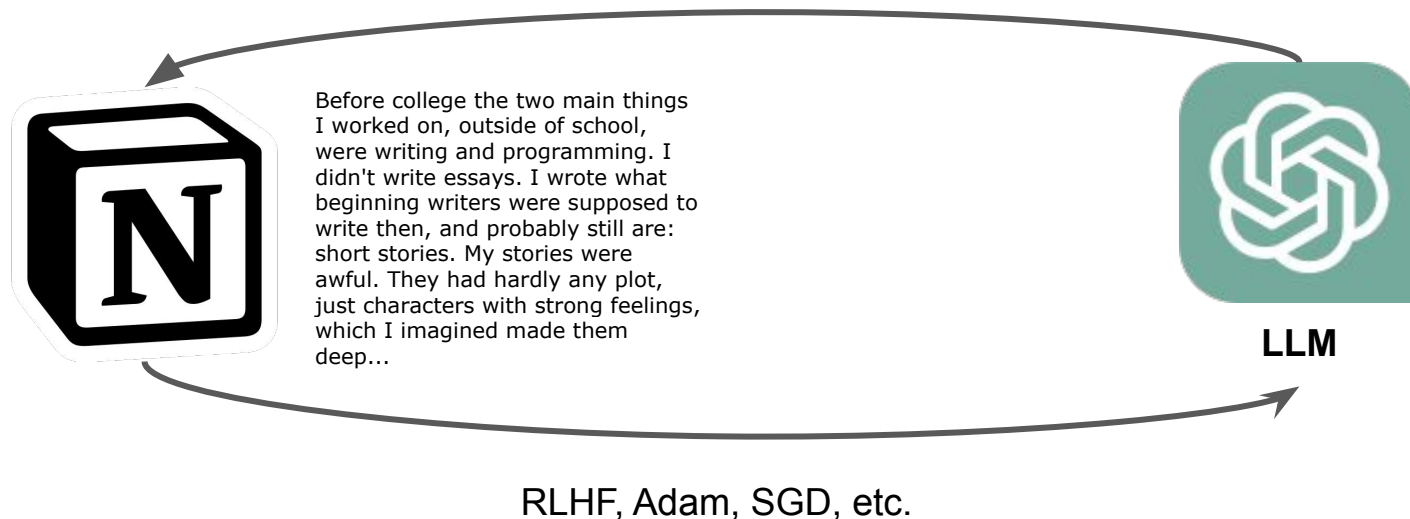 N
Before college the two main things
I worked on, outside of school,
were writing and programming. I
didn't write essays. I wrote what
beginning writers were supposed to
write then, and probably still are:
short stories. My stories were
awful. They had hardly any plot,
just characters with strong feelings,
which I imagined made them
deep...
LLM
RLHF, Adam, SGD, etc.